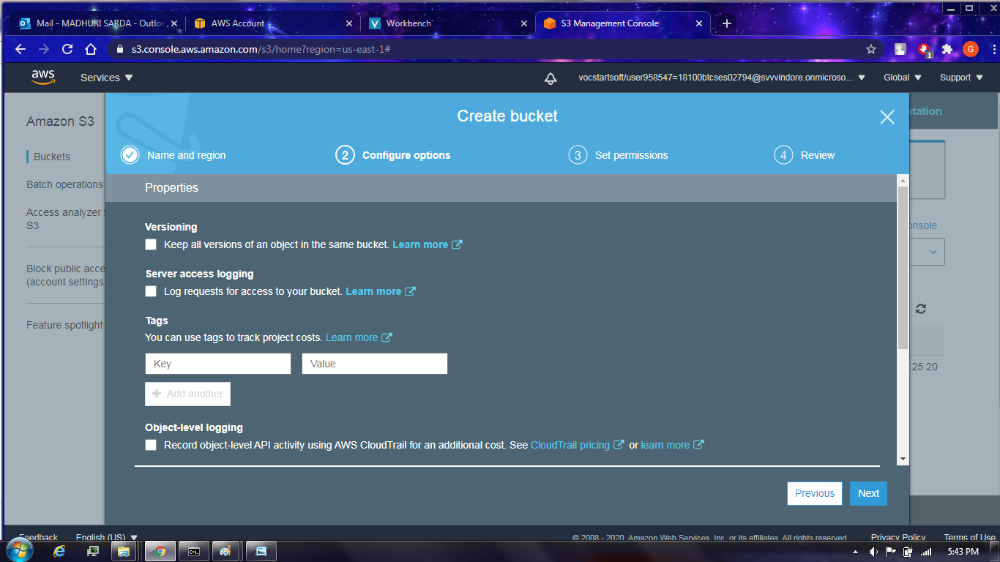 Mail - MADHURI SARDA - Outloo
AWS Account
Workbench
S3 Management Console
s3.console.aws.amazon.com/s3/home?region=us-east-1#
1
G
aws
Services
vocstartsoft/user958547=18100btcses02794@svvvindore.onmicroso...
Global
Support
Amazon S3
Buckets
Batch operations
Access analyzer f
S3
Block public acce
(account settings)
Feature spotlight
ntation
onsole
:25:20
Create bucket
Name and region
2 Configure options
3 Set permissions
4 Review
Properties
Versioning
Keep all versions of an object in the same bucket. Learn more
Server access logging
Log requests for access to your bucket. Learn more
Tags
You can use tags to track project costs. Learn more
Key Value
Add another
Object-level logging
Record object-level API activity using AWS CloudTrail for an additional cost. See CloudTrail pricing or learn more
Previous Next
Feedback English (US)
© 2008 - 2020, Amazon Web Services, Inc. or its affiliates. All rights reserved.
Privacy Policy Terms of Use
C:\.
5:43 PM